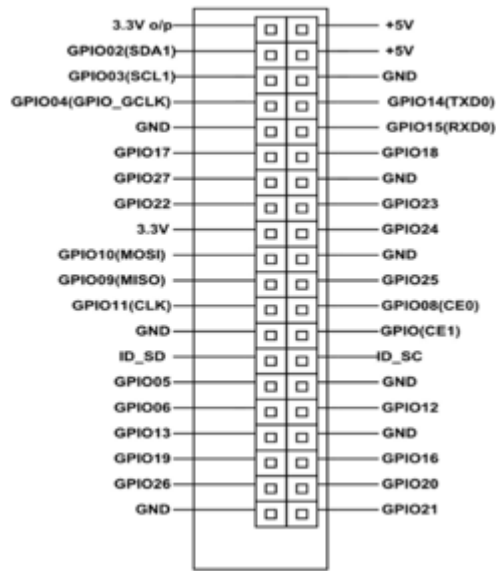 3.3V o/p +5V
GPIO02(SDA1) +5V
GPIO03(SCL1) GND
GPIO04(GPIO_GCLK) GPIO14(TXD0)
GND GPIO15(RXD0)
GPIO17 GPIO18
GPIO27 GND
GPIO22 GPIO23
3.3V GPIO24
GPIO10(MOSI) GND
GPIO09(MISO) GPIO25
GPIO11(CLK) GPIO08(CE0)
GND GPIO(CE1)
ID_SD ID_SC
GPIO05 GND
GPIO06 GPIO12
GPIO13 GND
GPIO19 GPIO16
GPIO26 GPIO20
GND GPIO21